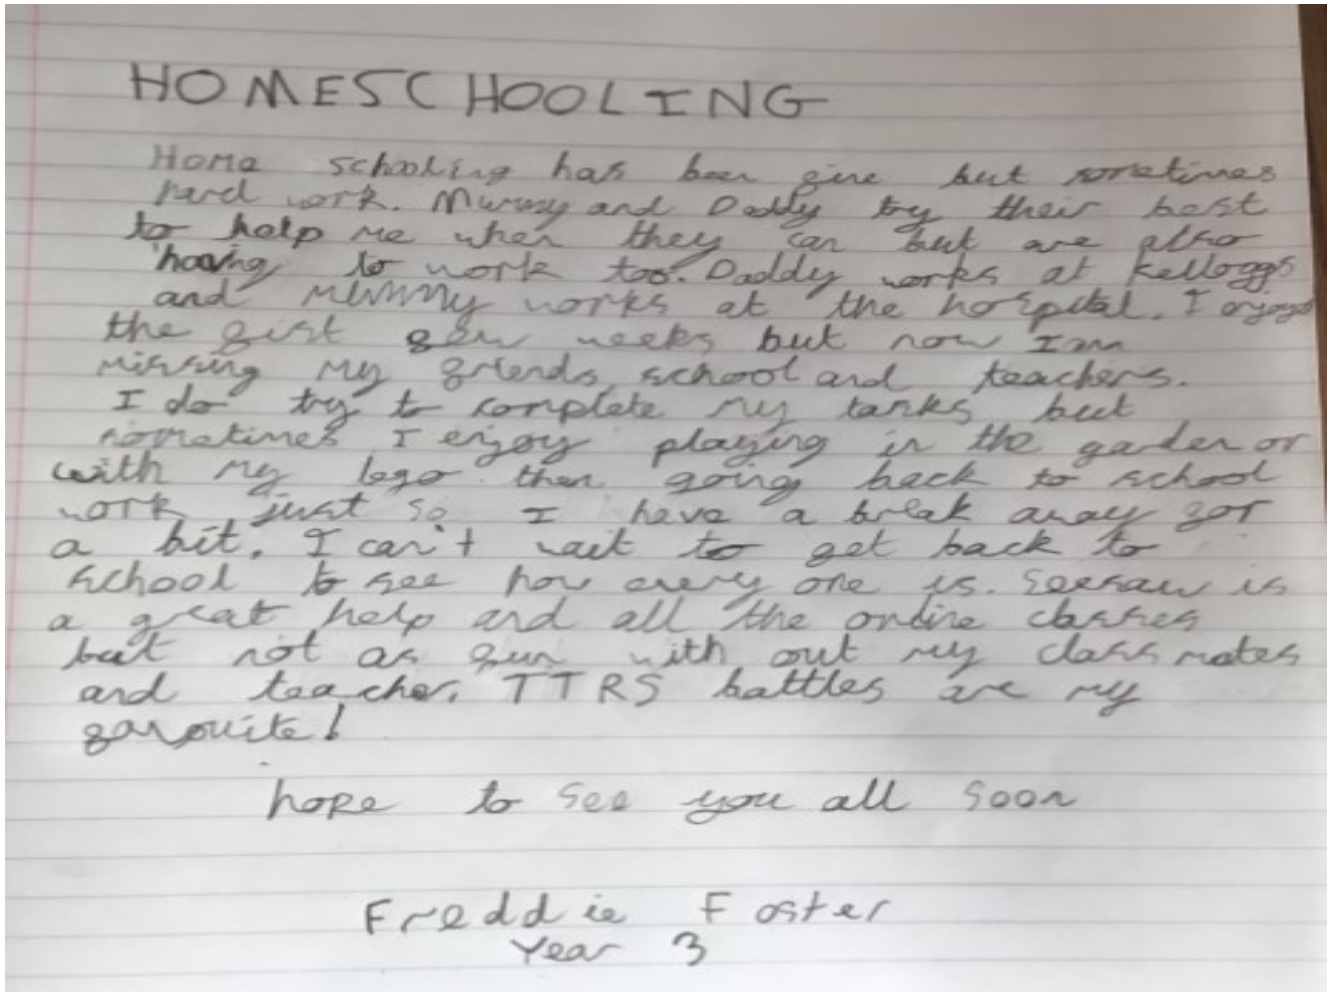 HOMESCHOOLING
Home schooling has been fine but sometimes
hard work. Mummy and Daddy try their best
to help me when they can but are also
having to work too. Daddy works at Kelloggs
and Mummy works at the hospital. I enjoyed
the first few weeks but now I am
missing my friends, school and teachers.
I do try to complete my tasks but
sometimes I enjoy playing in the garden or
with my lego then going back to school
work just so I have a break away for
a bit. I can't wait to get back to
school to see how every one is. Seesaw is
a great help and all the online classes
but not as fun with out my class mates
and teacher. TTRS battles are my
favouite!
hope to see you all soon
Freddie Foster
Year 3